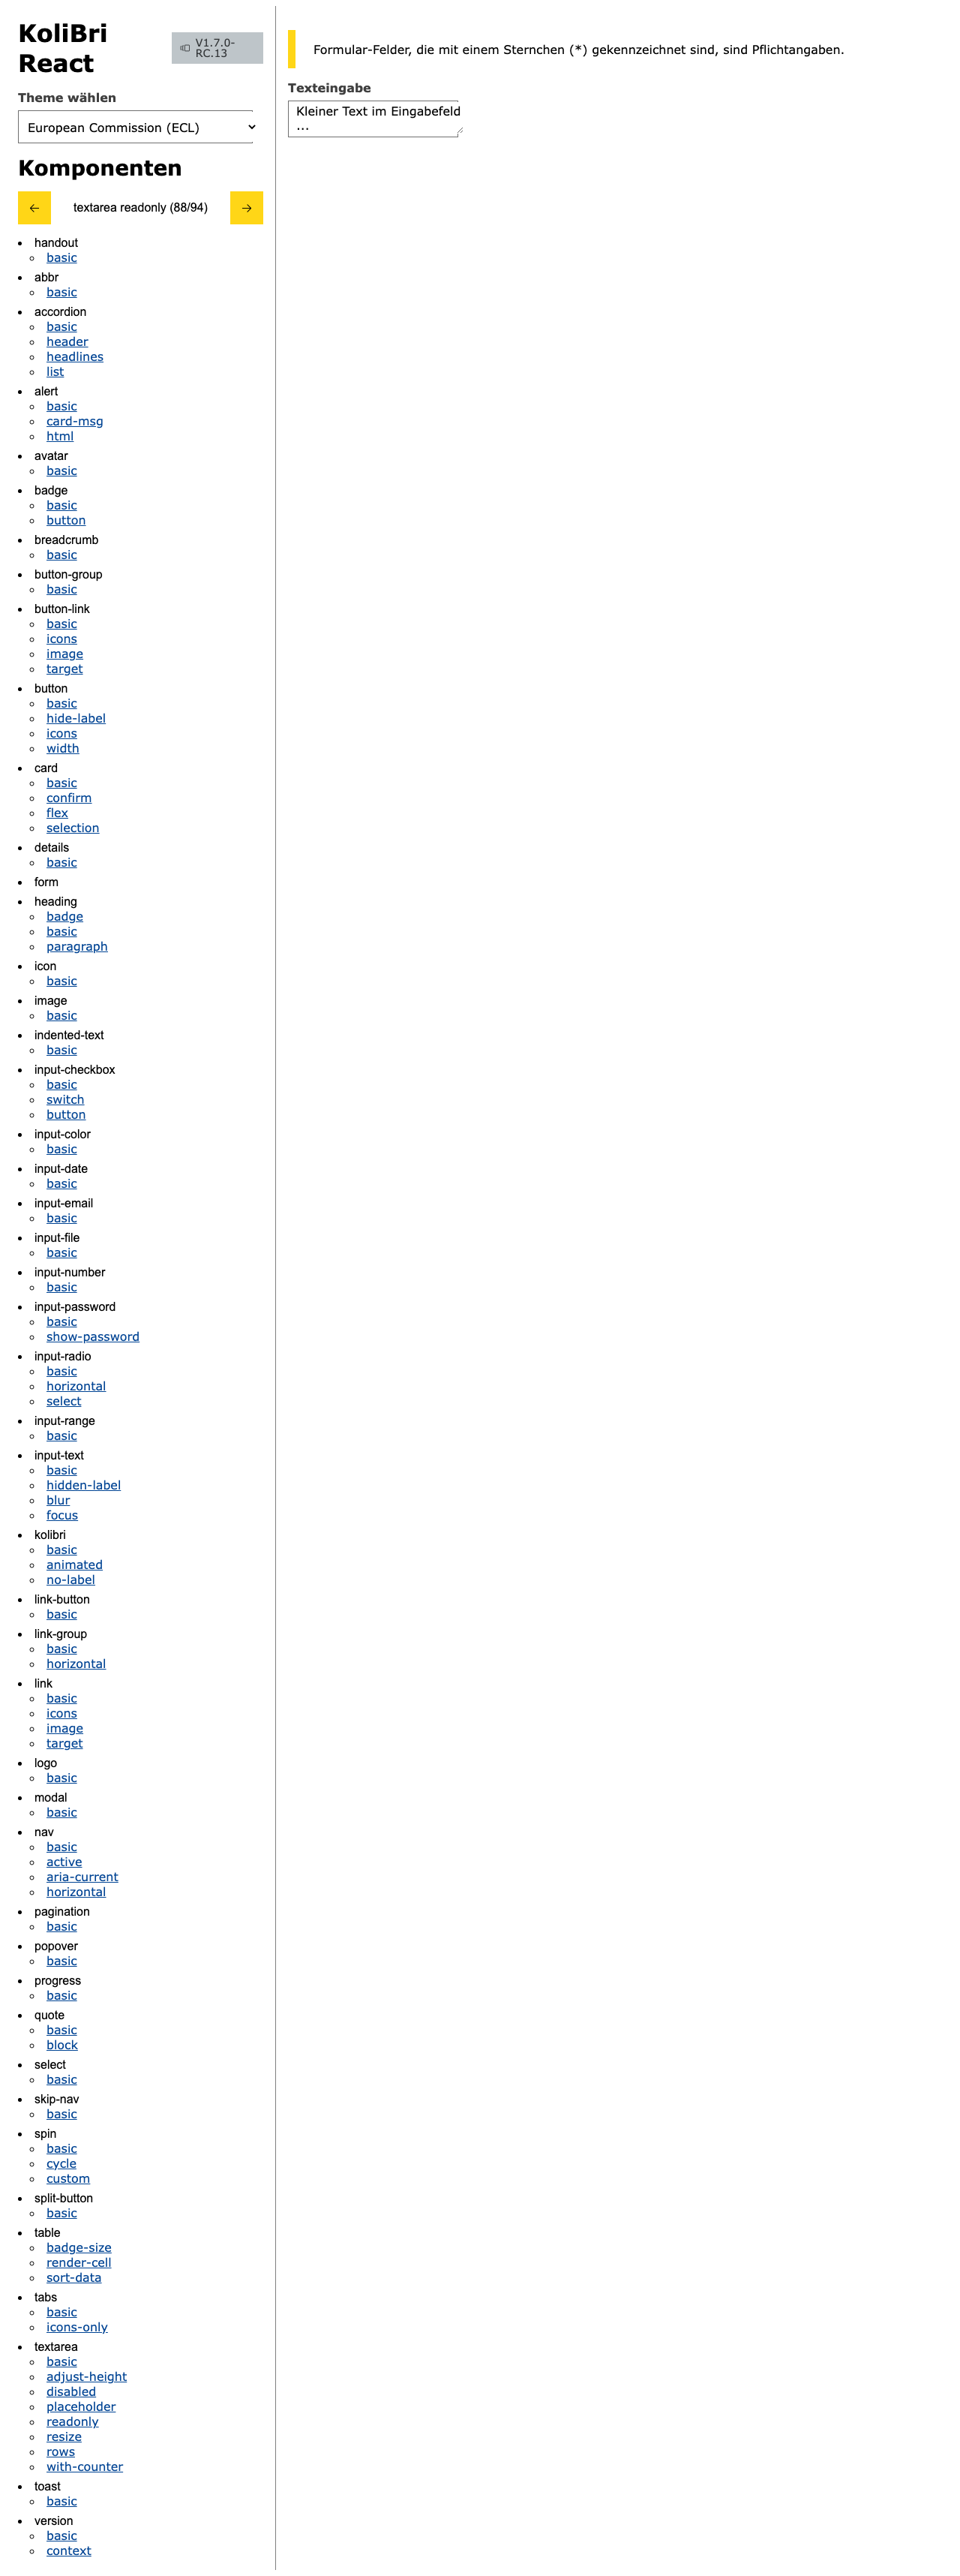 KoliBri
React
V1.7.0-
RC.13
Theme wählen
European Commission (ECL)
Komponenten
← textarea readonly (88/94) →
handout
basic
abbr
basic
accordion
basic
header
headlines
list
alert
basic
card-msg
html
avatar
basic
badge
basic
button
breadcrumb
basic
button-group
basic
button-link
basic
icons
image
target
button
basic
hide-label
icons
width
card
basic
confirm
flex
selection
details
basic
form
heading
badge
basic
paragraph
icon
basic
image
basic
indented-text
basic
input-checkbox
basic
switch
button
input-color
basic
input-date
basic
input-email
basic
input-file
basic
input-number
basic
input-password
basic
show-password
input-radio
basic
horizontal
select
input-range
basic
input-text
basic
hidden-label
blur
focus
kolibri
basic
animated
no-label
link-button
basic
link-group
basic
horizontal
link
basic
icons
image
target
logo
basic
modal
basic
nav
basic
active
aria-current
horizontal
pagination
basic
popover
basic
progress
basic
quote
basic
block
select
basic
skip-nav
basic
spin
basic
cycle
custom
split-button
basic
table
badge-size
render-cell
sort-data
tabs
basic
icons-only
textarea
basic
adjust-height
disabled
placeholder
readonly
resize
rows
with-counter
toast
basic
version
basic
context
Formular-Felder, die mit einem Sternchen (*) gekennzeichnet sind, sind Pflichtangaben.
Texteingabe
Kleiner Text im Eingabefeld
...